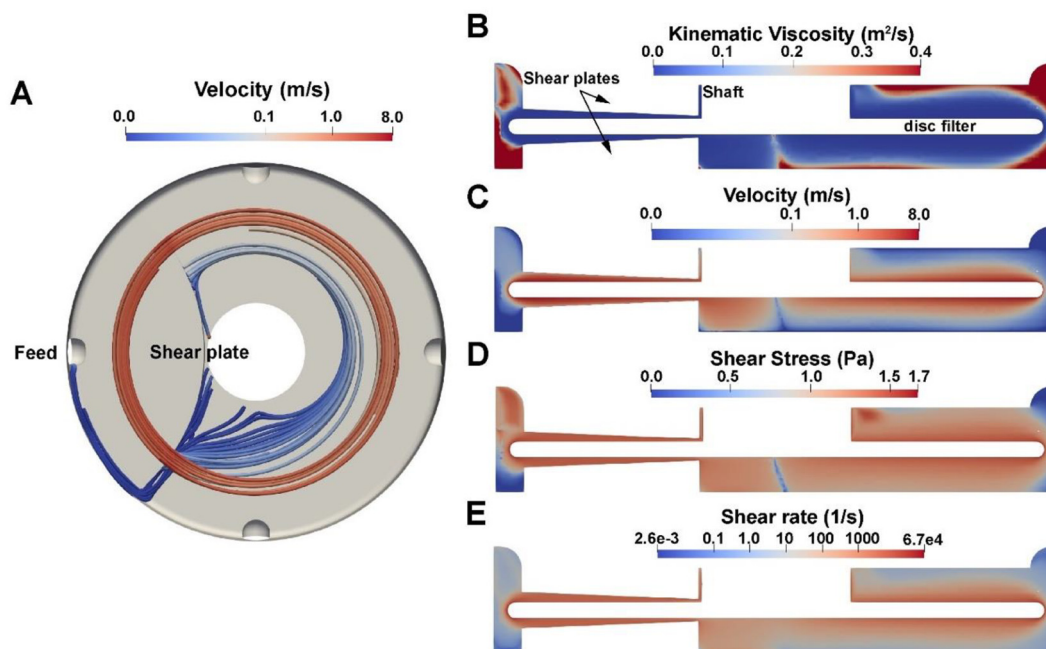 A
Velocity (m/s)
0.0 0.1 1.0 8.0
Feed
Shear plate
B
Kinematic Viscosity (m²/s)
0.0 0.1 0.2 0.3 0.4
Shear plates
Shaft
disc filter
C
Velocity (m/s)
0.0 0.1 1.0 8.0
D
Shear Stress (Pa)
0.0 0.5 1.0 1.5 1.7
E
Shear rate (1/s)
2.6e-3 0.1 1.0 10 100 1000 6.7e4